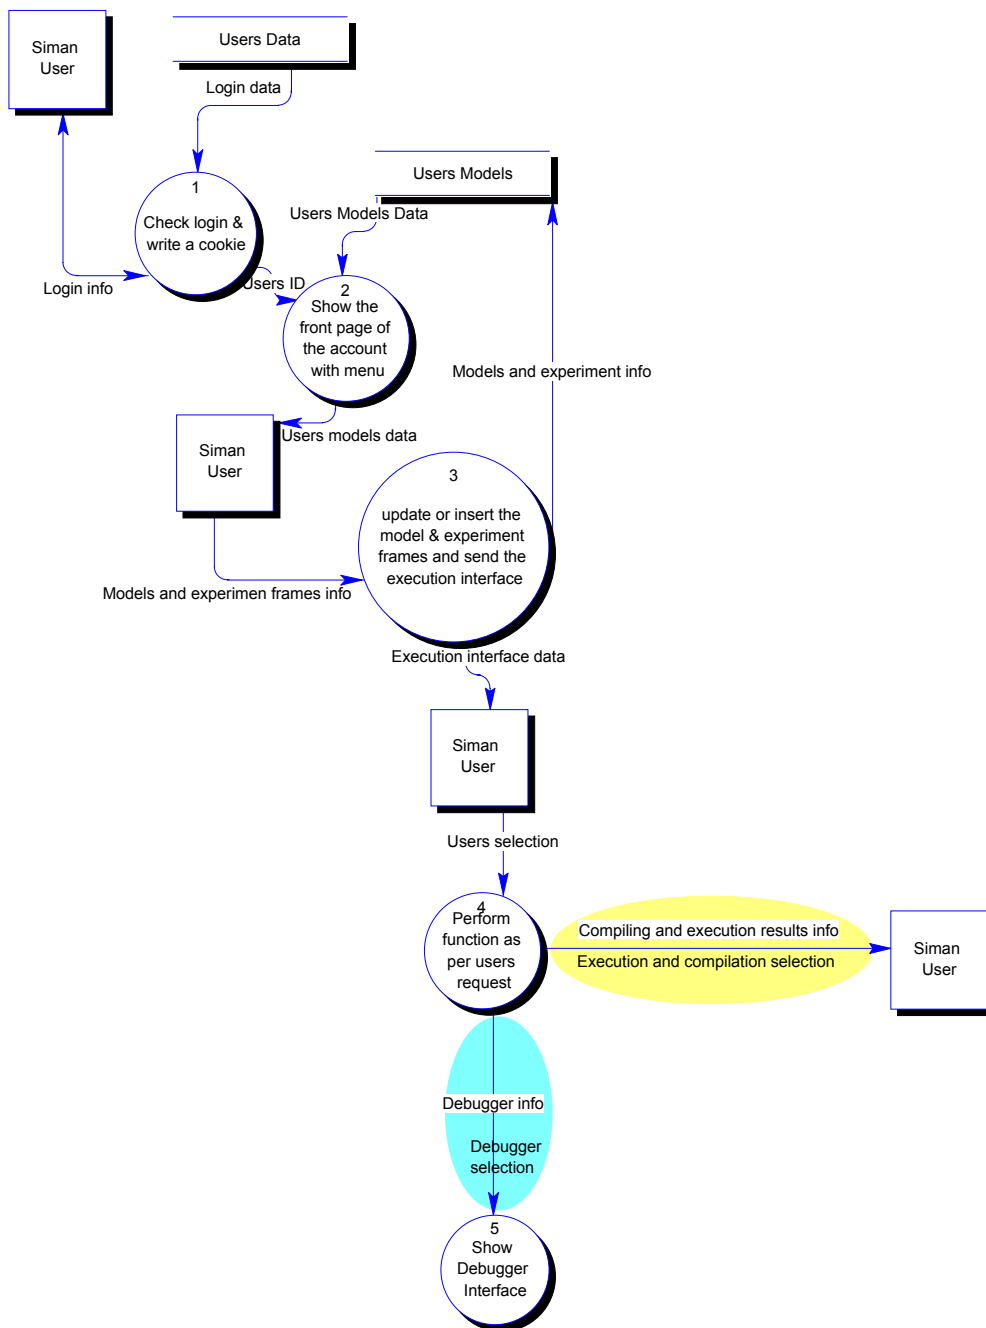 Siman
User
Users Data
Login data
Users Models
1
Check login &
write a cookie
Users Models Data
Login info
Users ID
2
Show the
front page of
the account
with menu
Models and experiment info
Users models data
Siman
User
3
update or insert the
model & experiment
frames and send the
execution interface
Models and experimen frames info
Execution interface data
Siman
User
Users selection
4
Perform
function as
per users
request
Compiling and execution results info
Execution and compilation selection
Siman
User
Debugger info
Debugger
selection
5
Show
Debugger
Interface